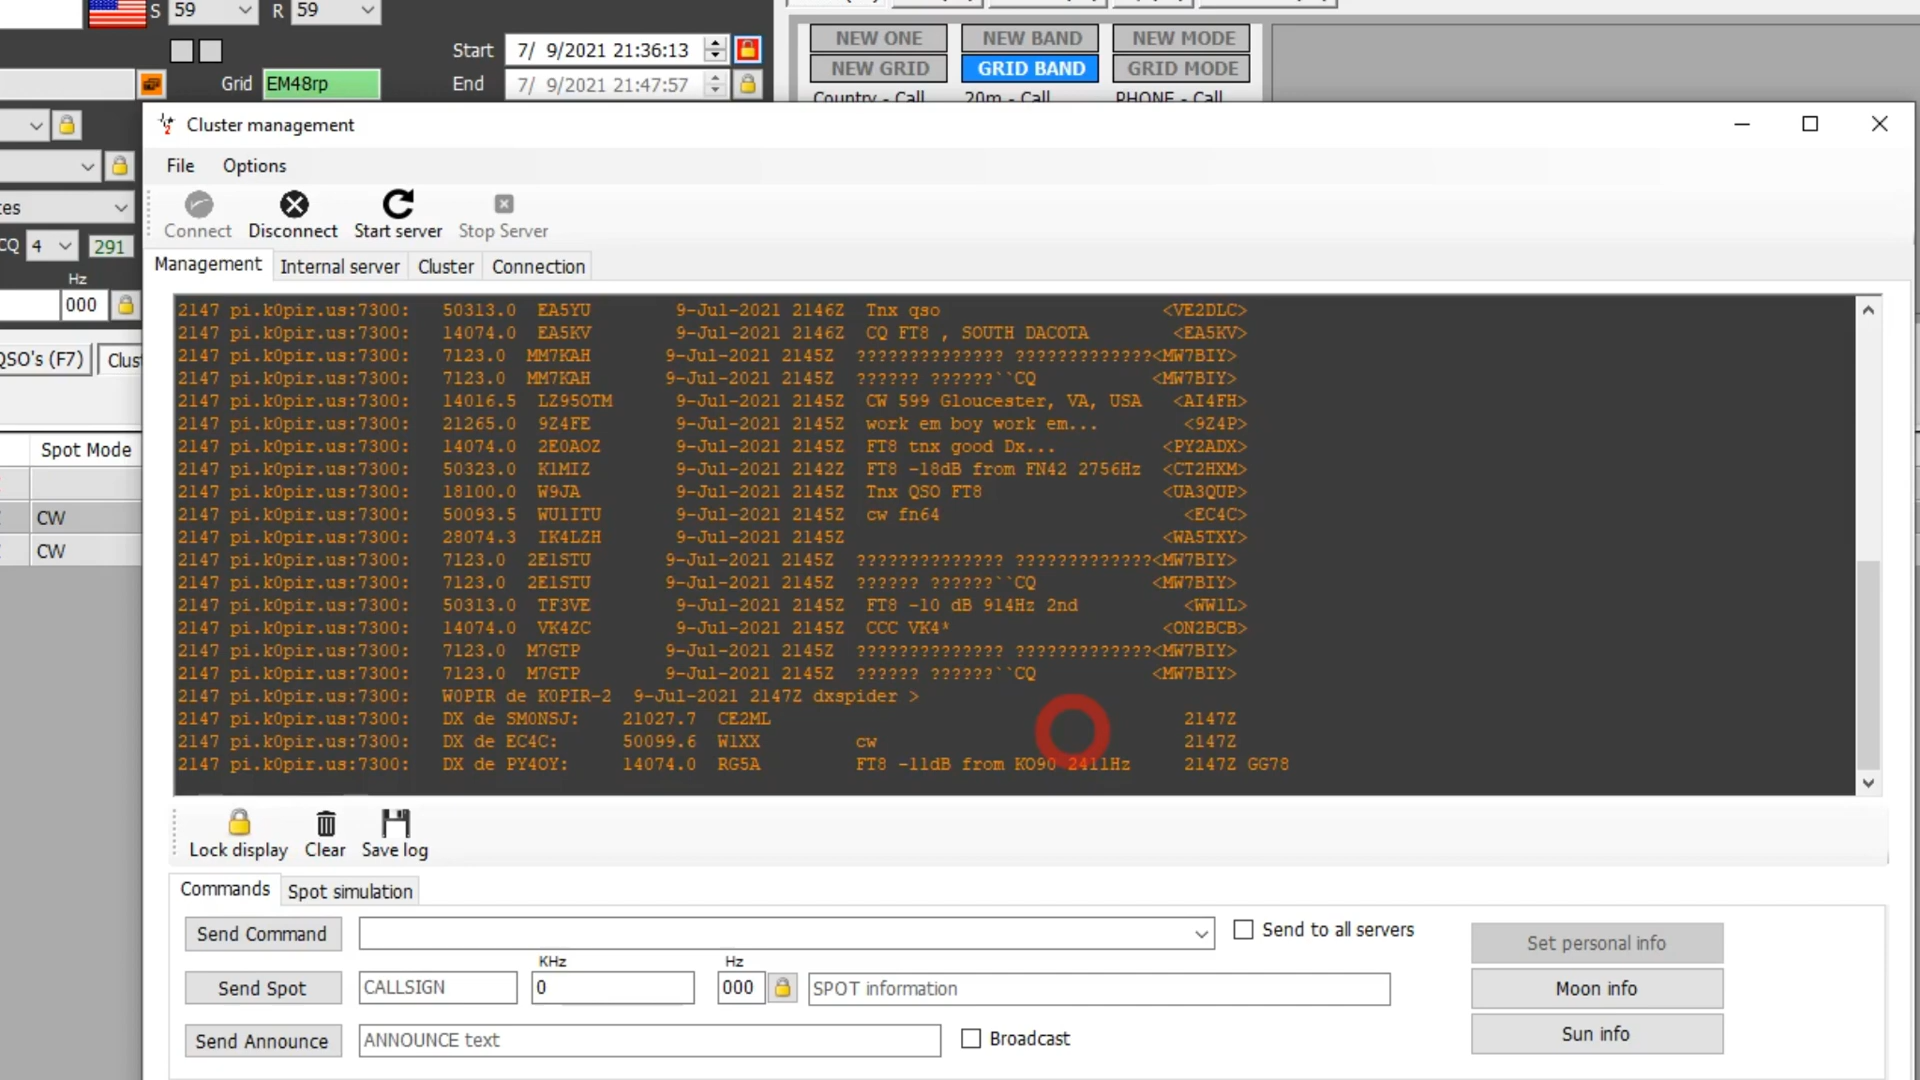 S 59 R 59
Start 7/ 9/2021 21:36:13
NEW ONE NEW BAND NEW MODE
NEW GRID GRID BAND GRID MODE
Grid EM48rp End 7/ 9/2021 21:47:57
Country - Call 20m - Call PHONE - Call
Cluster management
File Options
Connect Disconnect Start server Stop Server
CQ 4 291
Management Internal server Cluster Connection
Hz
000
QSO's (F7)
Spot Mode
CW
CW
2147 pi.k0pir.us:7300: 50313.0 EA5YU 9-Jul-2021 2146Z Tnx qso <VE2DLC>
2147 pi.k0pir.us:7300: 14074.0 EA5KV 9-Jul-2021 2146Z CQ FT8 , SOUTH DACOTA <EA5KV>
2147 pi.k0pir.us:7300: 7123.0 MM7KAH 9-Jul-2021 2145Z ?????????????? ?????????????<MW7BIY>
2147 pi.k0pir.us:7300: 7123.0 MM7KAH 9-Jul-2021 2145Z ?????? ??????``CQ <MW7BIY>
2147 pi.k0pir.us:7300: 14016.5 LZ95OTM 9-Jul-2021 2145Z CW 599 Gloucester, VA, USA <AI4FH>
2147 pi.k0pir.us:7300: 21265.0 9Z4FE 9-Jul-2021 2145Z work em boy work em... <9Z4P>
2147 pi.k0pir.us:7300: 14074.0 2E0AOZ 9-Jul-2021 2145Z FT8 tnx good Dx... <PY2ADX>
2147 pi.k0pir.us:7300: 50323.0 K1MIZ 9-Jul-2021 2142Z FT8 -18dB from FN42 2756Hz <CT2HXM>
2147 pi.k0pir.us:7300: 18100.0 W9JA 9-Jul-2021 2145Z Tnx QSO FT8 <UA3QUP>
2147 pi.k0pir.us:7300: 50093.5 WU1ITU 9-Jul-2021 2145Z cw fn64 <EC4C>
2147 pi.k0pir.us:7300: 28074.3 IK4LZH 9-Jul-2021 2145Z <WA5TXY>
2147 pi.k0pir.us:7300: 7123.0 2E1STU 9-Jul-2021 2145Z ?????????????? ?????????????<MW7BIY>
2147 pi.k0pir.us:7300: 7123.0 2E1STU 9-Jul-2021 2145Z ?????? ??????``CQ <MW7BIY>
2147 pi.k0pir.us:7300: 50313.0 TF3VE 9-Jul-2021 2145Z FT8 -10 dB 914Hz 2nd <WW1L>
2147 pi.k0pir.us:7300: 14074.0 VK4ZC 9-Jul-2021 2145Z CCC VK4* <ON2BCB>
2147 pi.k0pir.us:7300: 7123.0 M7GTP 9-Jul-2021 2145Z ?????????????? ?????????????<MW7BIY>
2147 pi.k0pir.us:7300: 7123.0 M7GTP 9-Jul-2021 2145Z ?????? ??????``CQ <MW7BIY>
2147 pi.k0pir.us:7300: W0PIR de K0PIR-2 9-Jul-2021 2147Z dxspider >
2147 pi.k0pir.us:7300: DX de SM0NSJ: 21027.7 CE2ML 2147Z
2147 pi.k0pir.us:7300: DX de EC4C: 50099.6 W1XX cw 2147Z
2147 pi.k0pir.us:7300: DX de PY4OY: 14074.0 RG5A FT8 -11dB from KO90 2411Hz 2147Z GG78
Lock display Clear Save log
Commands Spot simulation
Send Command Send to all servers Set personal info
KHz Hz
Send Spot CALLSIGN 0 000 SPOT information Moon info
Send Announce ANNOUNCE text Broadcast Sun info